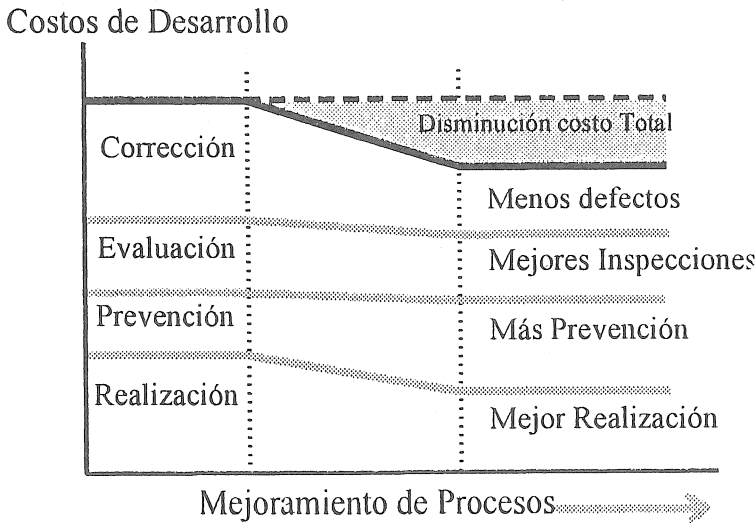 Costos de Desarrollo
Disminución costo Total
Corrección
Menos defectos
Evaluación
Mejores Inspecciones
Prevención
Más Prevención
Realización
Mejor Realización
Mejoramiento de Procesos